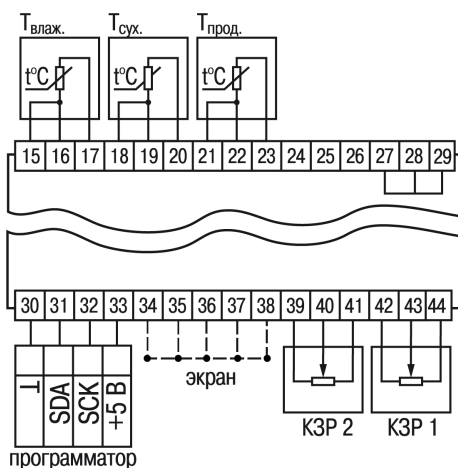 Tвлаж. Tсух. Tпрод.
t°C t°C t°C
15 16 17 18 19 20 21 22 23 24 25 26 27 28 29
30 31 32 33 34 35 36 37 38 39 40 41 42 43 44
⊥
SDA
SCK
+5 В
экран
КЗР 2 КЗР 1
программатор